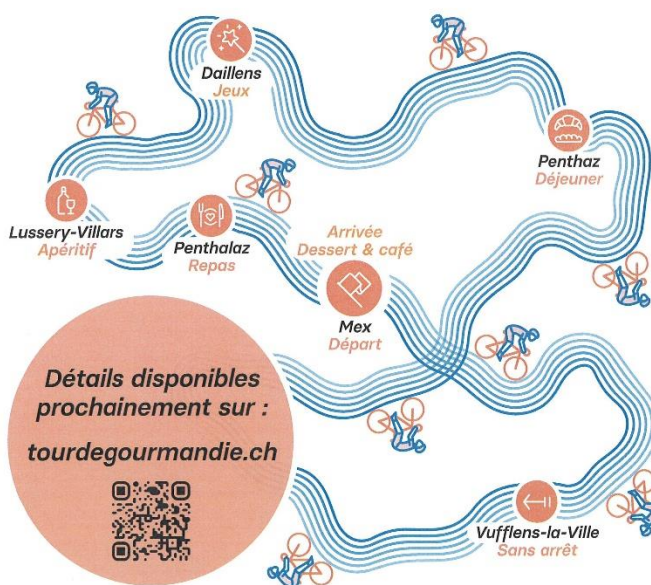 Daillens
Jeux
Penthaz
Déjeuner
Lussery-Villars
Apéritif
Penthalaz
Repas
Arrivée
Dessert & café
Mex
Départ
Détails disponibles
prochainement sur :
tourdegourmandie.ch
Vufflens-la-Ville
Sans arrêt